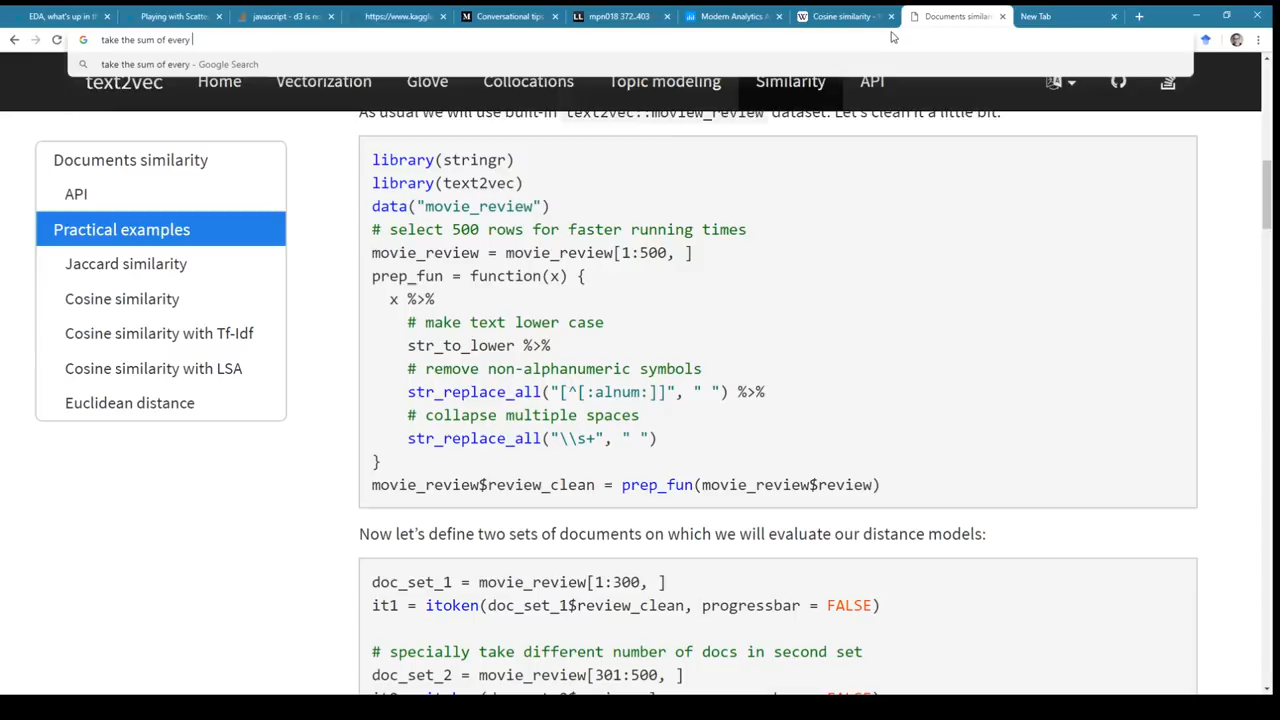 EDA, what's up in th
Playing with Scatte
javascript - d3 is no
https://www.kaggl
Conversational tips
mpn018 372..403
Modern Analytics A
Cosine similarity -
Documents similar
New Tab
take the sum of every
take the sum of every - Google Search
text2vec
Home
Vectorization
GloVe
Collocations
Topic modeling
Similarity
API
As usual we will use built-in text2vec::moview_review dataset. Let's clean it a little bit:
Documents similarity
API
Practical examples
Jaccard similarity
Cosine similarity
Cosine similarity with Tf-Idf
Cosine similarity with LSA
Euclidean distance
library(stringr)
library(text2vec)
data("movie_review")
# select 500 rows for faster running times
movie_review = movie_review[1:500, ]
prep_fun = function(x) {
x %>%
# make text lower case
str_to_lower %>%
# remove non-alphanumeric symbols
str_replace_all("[^[:alnum:]]", " ") %>%
# collapse multiple spaces
str_replace_all("\\s+", " ")
}
movie_review$review_clean = prep_fun(movie_review$review)
Now let's define two sets of documents on which we will evaluate our distance models:
doc_set_1 = movie_review[1:300, ]
it1 = itoken(doc_set_1$review_clean, progressbar = FALSE)
# specially take different number of docs in second set
doc_set_2 = movie_review[301:500, ]